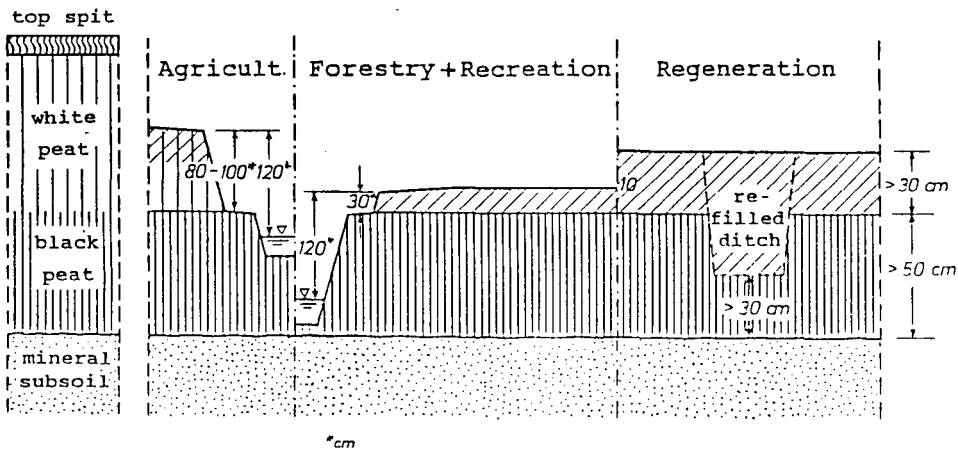 top spit
Agricult.
Forestry+Recreation
Regeneration
white
peat
black
peat
mineral
subsoil
80-100*
120*
30*
120*
10
re-
filled
ditch
>30 cm
>30 cm
>50 cm
*cm